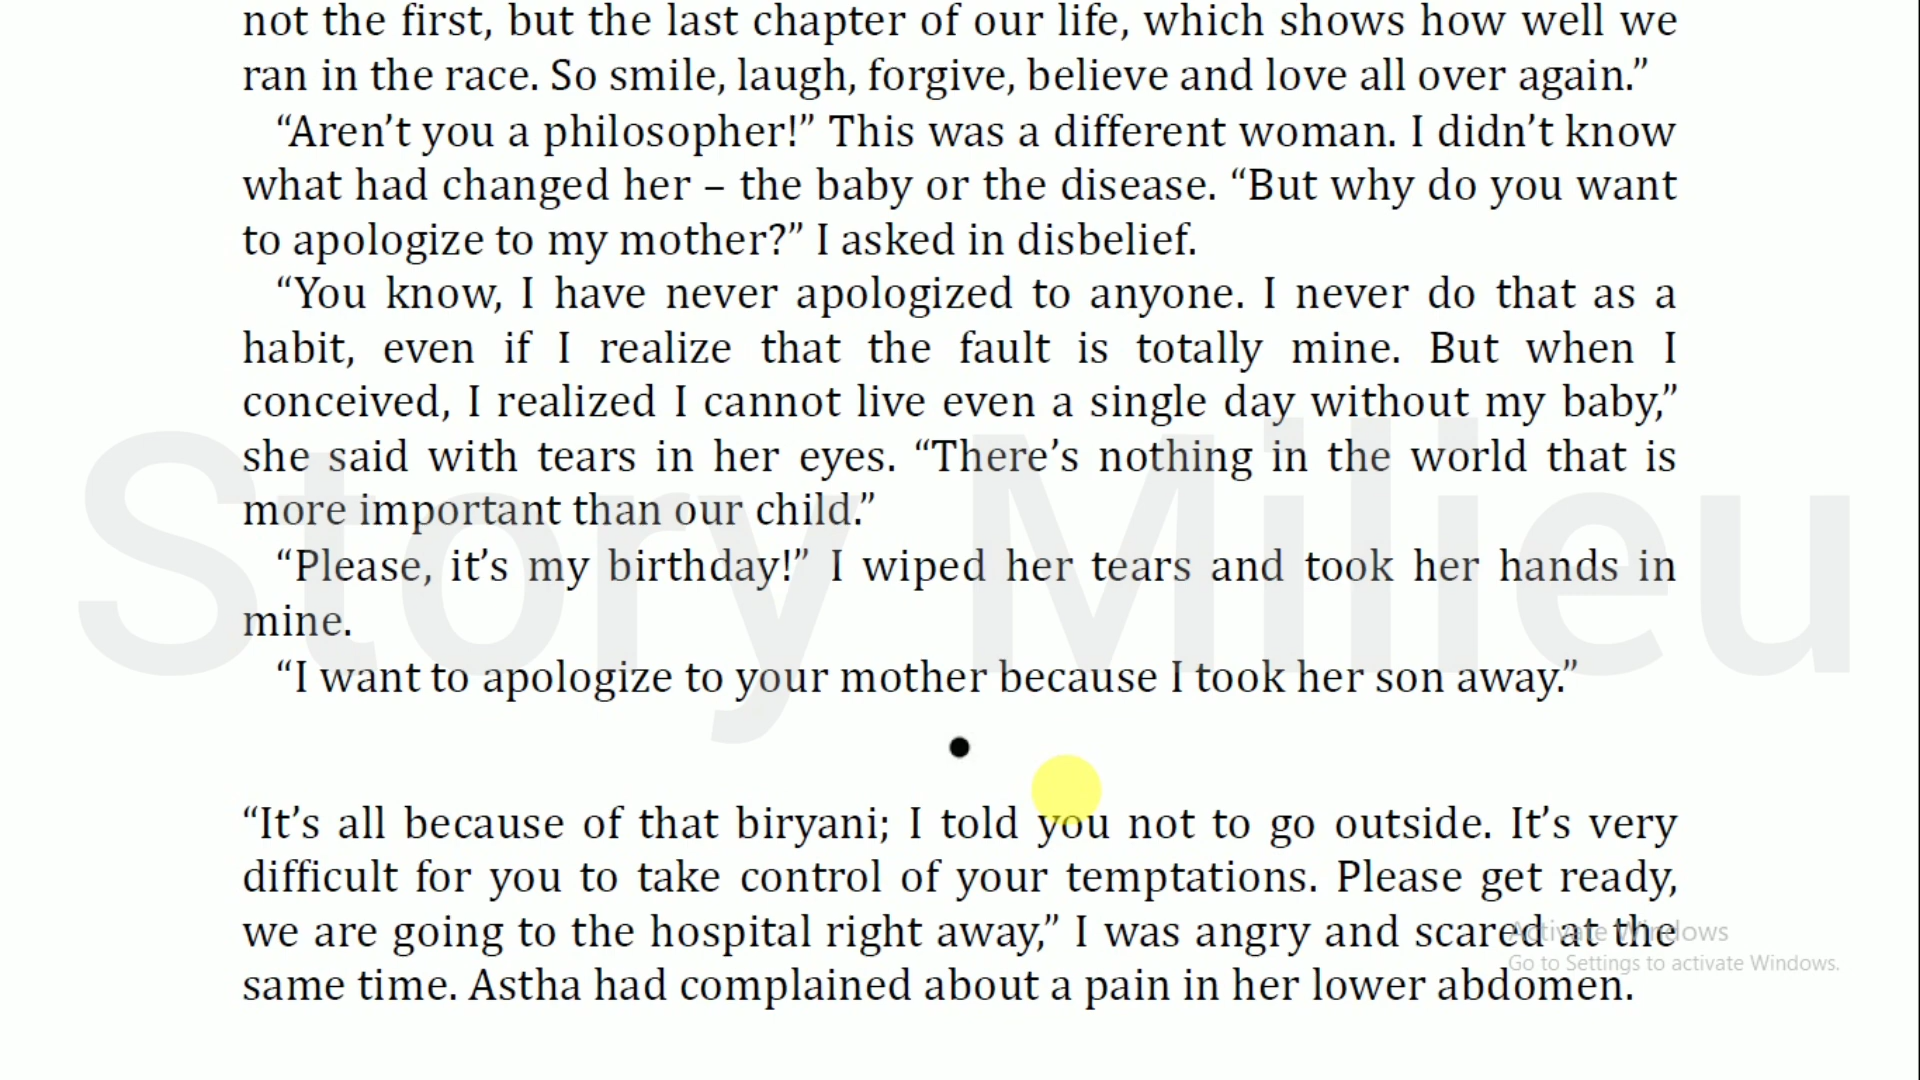 not the first, but the last chapter of our life, which shows how well we
ran in the race. So smile, laugh, forgive, believe and love all over again.”
“Aren’t you a philosopher!” This was a different woman. I didn’t know
what had changed her – the baby or the disease. “But why do you want
to apologize to my mother?” I asked in disbelief.
“You know, I have never apologized to anyone. I never do that as a
habit, even if I realize that the fault is totally mine. But when I
conceived, I realized I cannot live even a single day without my baby,”
she said with tears in her eyes. “There’s nothing in the world that is
more important than our child.”
“Please, it’s my birthday!” I wiped her tears and took her hands in
mine.
“I want to apologize to your mother because I took her son away.”
Story Milieu
“It’s all because of that biryani; I told you not to go outside. It’s very
difficult for you to take control of your temptations. Please get ready,
we are going to the hospital right away,” I was angry and scared at the
same time. Astha had complained about a pain in her lower abdomen.
Activate Windows
Go to Settings to activate Windows.